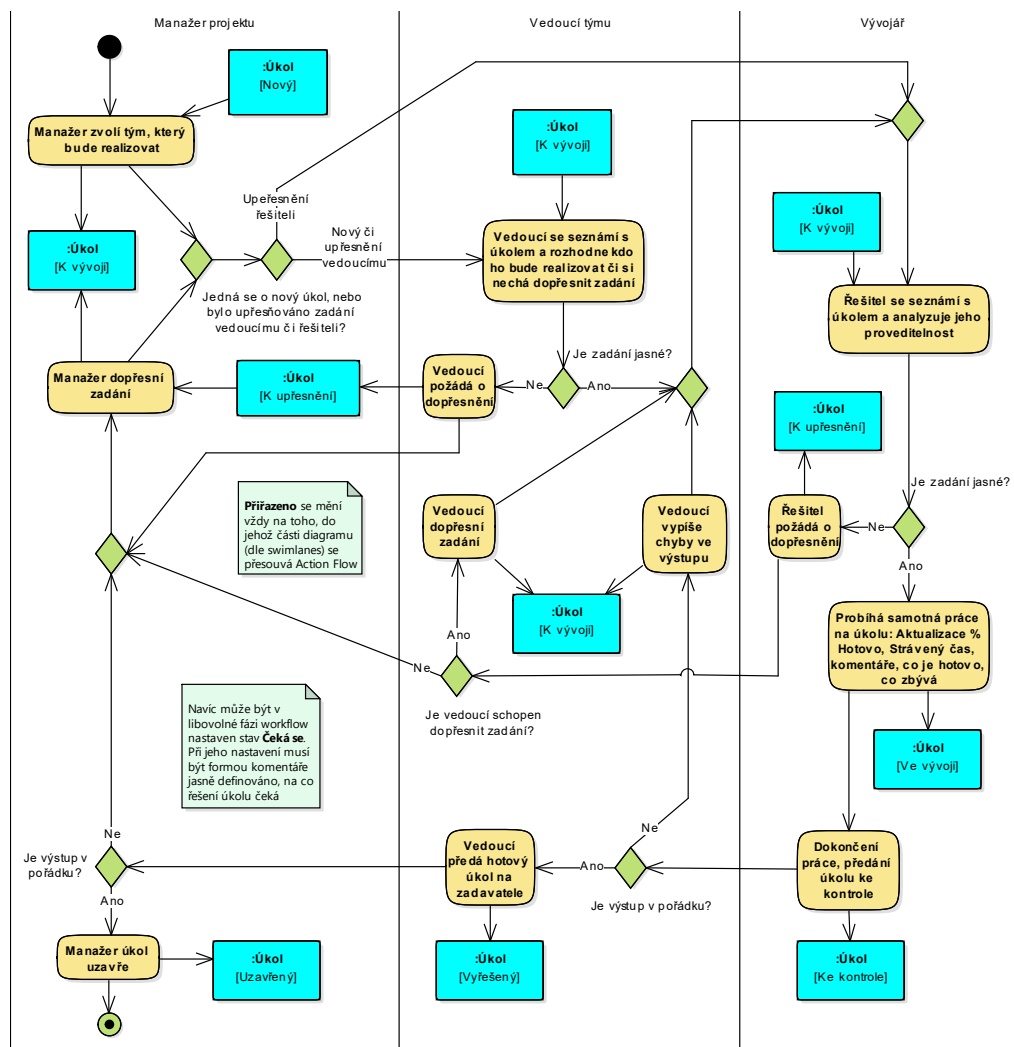 Manažer projektu
Vedoucí týmu
Vývojář
:Úkol
[Nový]
Manažer zvolí tým, který
bude realizovat
:Úkol
[K vývoji]
:Úkol
[K vývoji]
Upeřesnění
řešiteli
Nový či
upřesnění
vedoucímu
Vedoucí se seznámí s
úkolem a rozhodne kdo
ho bude realizovat či si
nechá dopřesnit zadání
:Úkol
[K vývoji]
:Úkol
[K vývoji]
Jedná se o nový úkol, nebo
bylo upřesňováno zadání
vedoucímu či řešiteli?
Řešitel se seznámí s
úkolem a analyzuje jeho
proveditelnost
Je zadání jasné?
Manažer dopřesní
zadání
:Úkol
[K upřesnění]
Vedoucí
požádá o
dopřesnění
Ne
Ano
:Úkol
[K upřesnění]
Je zadání jasné?
Přiřazeno se mění
vždy na toho, do
jehož části diagramu
(dle swimlanes) se
přesouvá Action Flow
Vedoucí
dopřesní
zadání
Vedoucí
vypíše
chyby ve
výstupu
Řešitel
požádá o
dopřesnění
Ne
Ano
:Úkol
[K vývoji]
Probíhá samotná práce
na úkolu: Aktualizace %
Hotovo, Strávený čas,
komentáře, co je hotovo,
co zbývá
Ano
Ne
Je vedoucí schopen
dopřesnit zadání?
Navíc může být v
libovolné fázi workflow
nastaven stav Čeká se.
Při jeho nastavení musí
být formou komentáře
jasně definováno, na co
řešení úkolu čeká
:Úkol
[Ve vývoji]
Ne
Je výstup v
pořádku?
Ano
Vedoucí
předá hotový
úkol na
zadavatele
Ano
Ne
Je výstup v pořádku?
Dokončení
práce, předání
úkolu ke
kontrole
Manažer úkol
uzavře
:Úkol
[Uzavřený]
:Úkol
[Vyřešený]
:Úkol
[Ke kontrole]